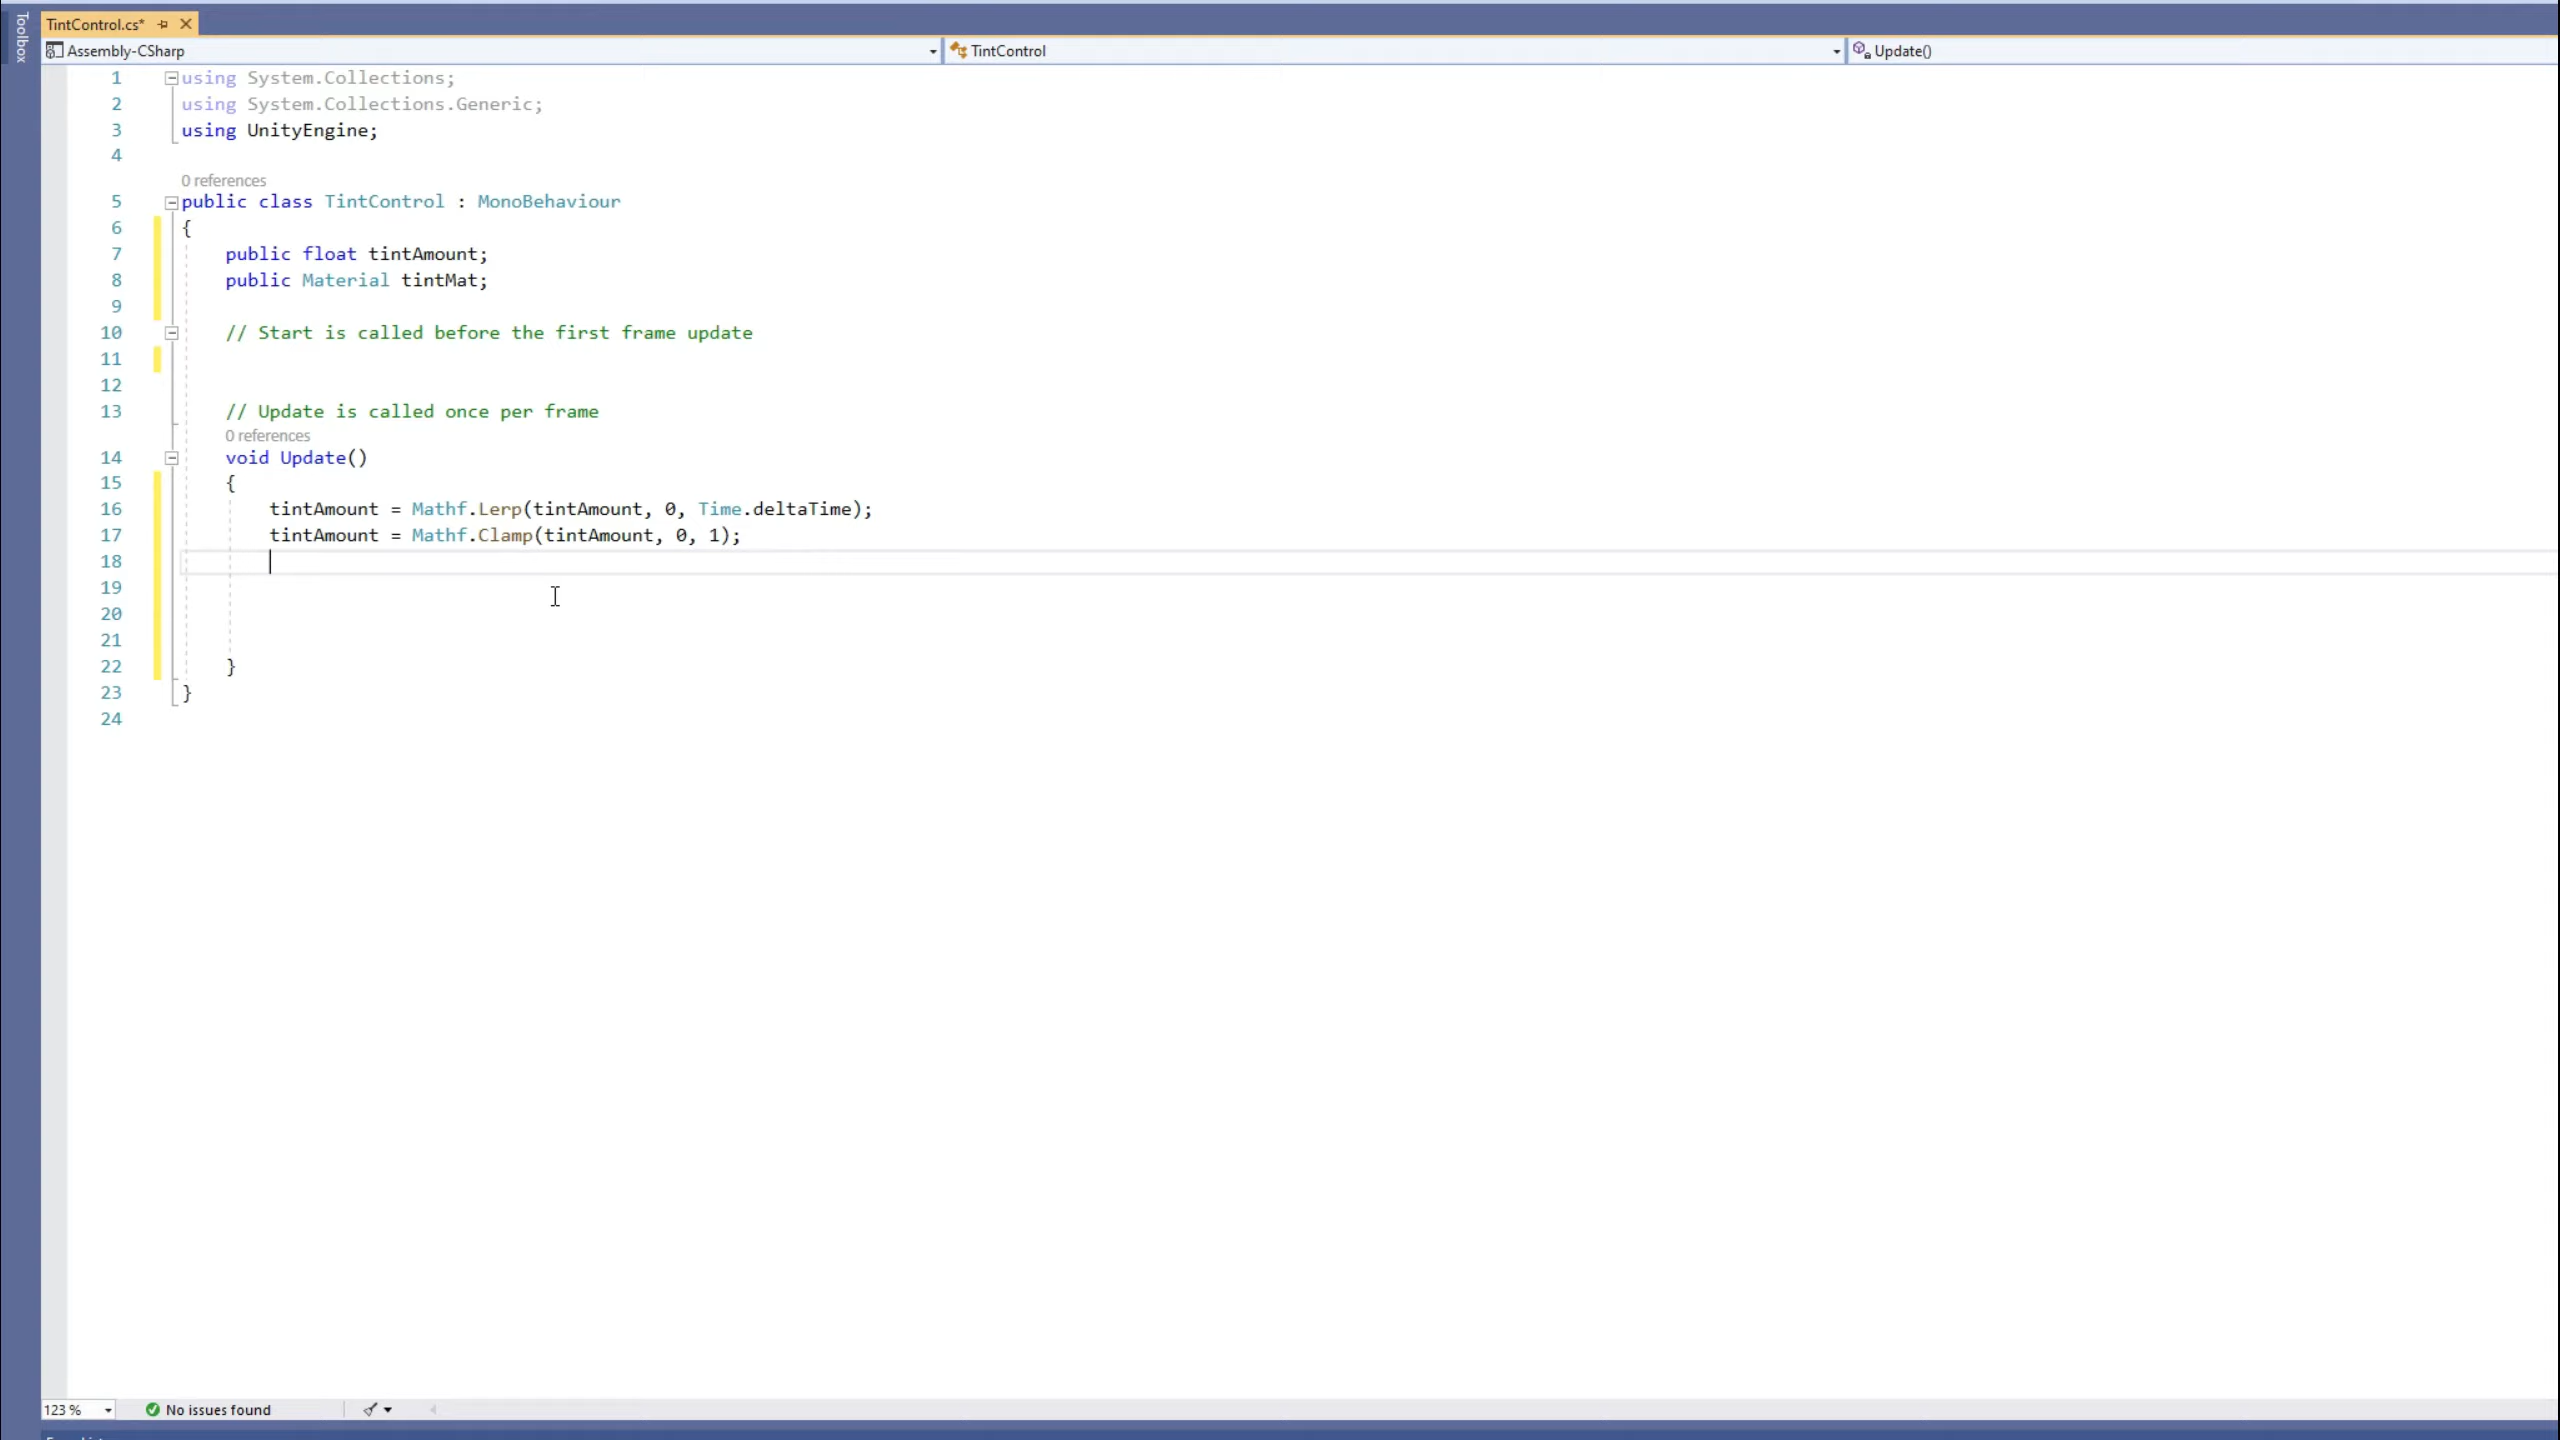 Toolbox
TintControl.cs*
Assembly-CSharp
TintControl
Update()
1 using System.Collections;
2 using System.Collections.Generic;
3 using UnityEngine;
4
0 references
5 public class TintControl : MonoBehaviour
6 {
7 public float tintAmount;
8 public Material tintMat;
9
10 // Start is called before the first frame update
11
12
13 // Update is called once per frame
0 references
14 void Update()
15 {
16 tintAmount = Mathf.Lerp(tintAmount, 0, Time.deltaTime);
17 tintAmount = Mathf.Clamp(tintAmount, 0, 1);
18
19
20
21
22 }
23 }
24
123 %
No issues found